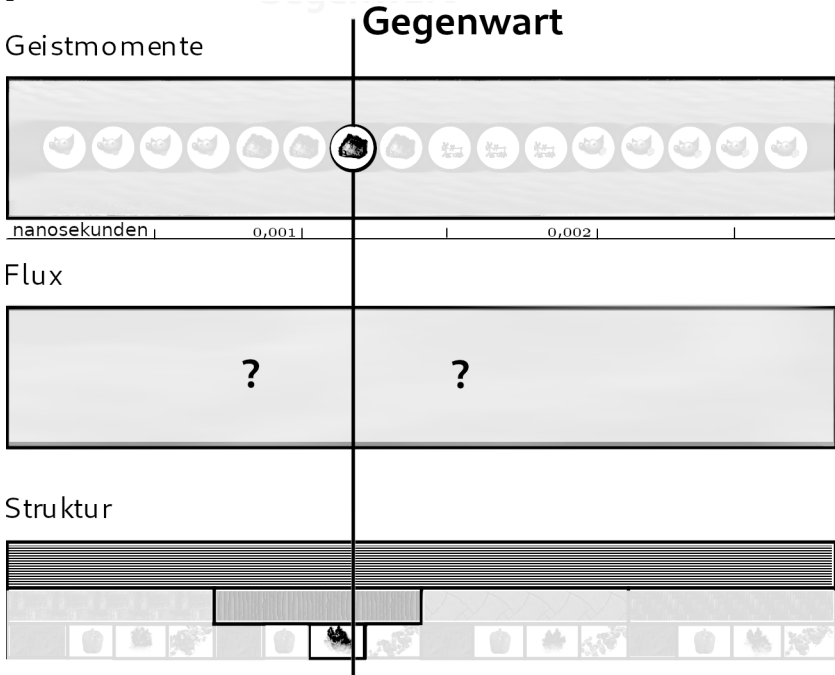 Gegenwart
Geistmomente
nanosekunden
0,001
0,002
Flux
?
?
Struktur